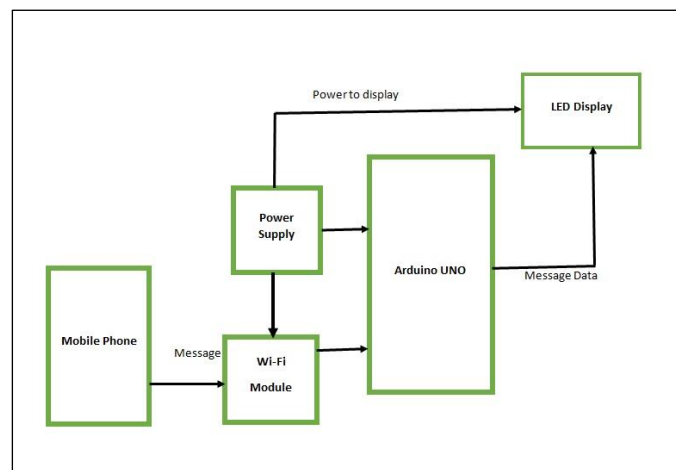 Power to display
LED Display
Power
Supply
Arduino UNO
Message Data
Mobile Phone
Message
Wi-Fi
Module